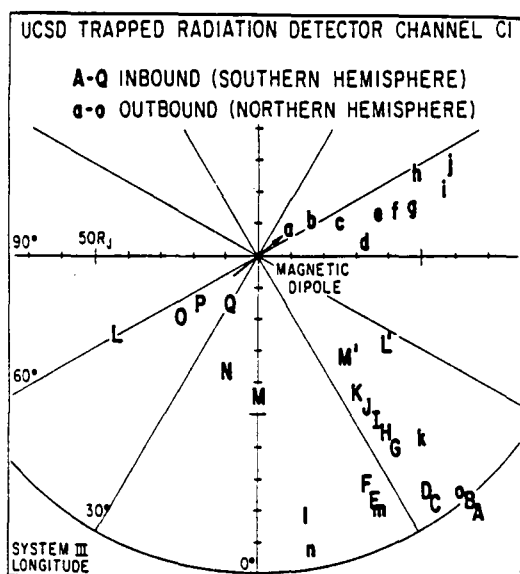 UCSD TRAPPED RADIATION DETECTOR CHANNEL C1
A-Q INBOUND (SOUTHERN HEMISPHERE)
a-o OUTBOUND (NORTHERN HEMISPHERE)
j
h
i
b
e f g
a
c
d
90°
50RJ
MAGNETIC
DIPOLE
Q
P
O
L
L'
M'
N
M
K
J
I
H
G
k
60°
F
E
m
D
C
o
B
A
l
n
30°
0°
SYSTEM III
LONGITUDE